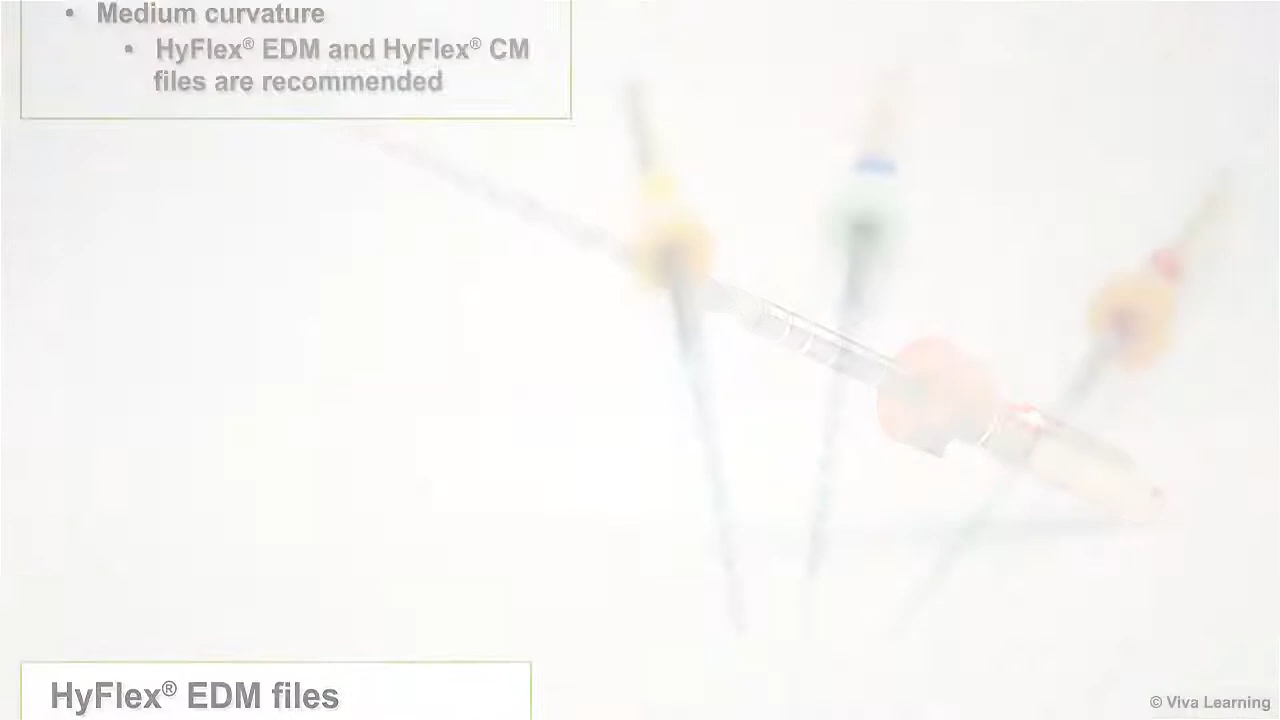 • Medium curvature
• HyFlex® EDM and HyFlex® CM
files are recommended
HyFlex® EDM files
© Viva Learning